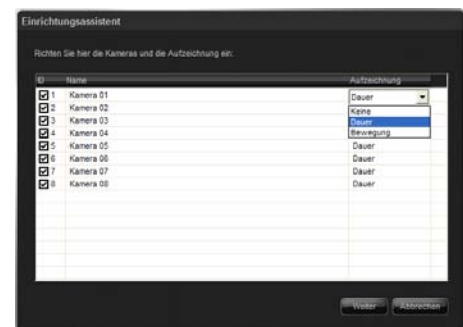 Einrichtungsassistent
Richten Sie hier die Kameras und die Aufzeichnung ein:
ID Name Aufzeichnung
1 Kamera 01 Dauer
2 Kamera 02 Keine
3 Kamera 03 Dauer
4 Kamera 04 Bewegung
5 Kamera 05 Dauer
6 Kamera 06 Dauer
7 Kamera 07 Dauer
8 Kamera 08 Dauer
Weiter Abbrechen